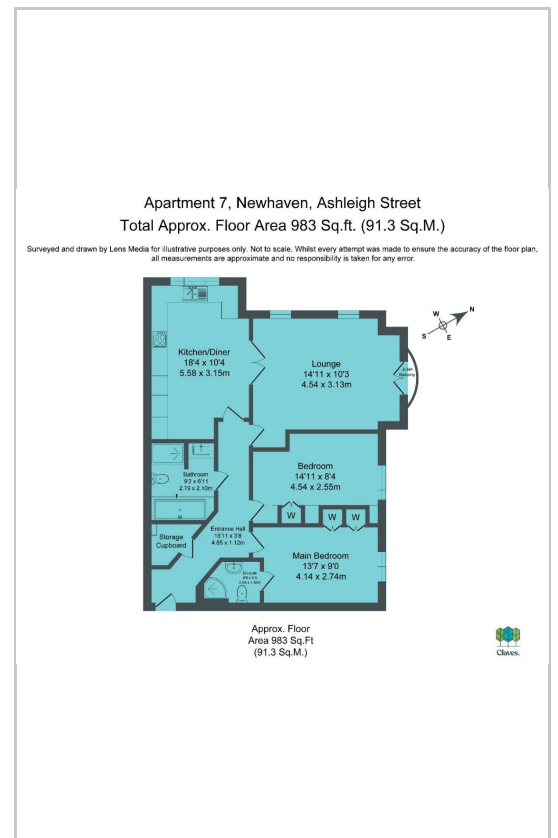 Apartment 7, Newhaven, Ashleigh Street
Total Approx. Floor Area 983 Sq.ft. (91.3 Sq.M.)
Surveyed and drawn by Lens Media for illustrative purposes only. Not to scale. Whilst every attempt was made to ensure the accuracy of the floor plan,
all measurements are approximate and no responsibility is taken for any error.
N
W
S
E
Kitchen/Diner
18'4 x 10'4
5.58 x 3.15m
Lounge
14'11 x 10'3
4.54 x 3.13m
Juliet
Balcony
Bedroom
14'11 x 8'4
4.54 x 2.55m
Bathroom
9'2 x 6'11
2.79 x 2.10m
W
W
W
Entrance Hall
15'11 x 3'8
4.85 x 1.12m
Storage
Cupboard
Main Bedroom
13'7 x 9'0
4.14 x 2.74m
Ensuite
Approx. Floor
Area 983 Sq.Ft
(91.3 Sq.M.)
Claves.